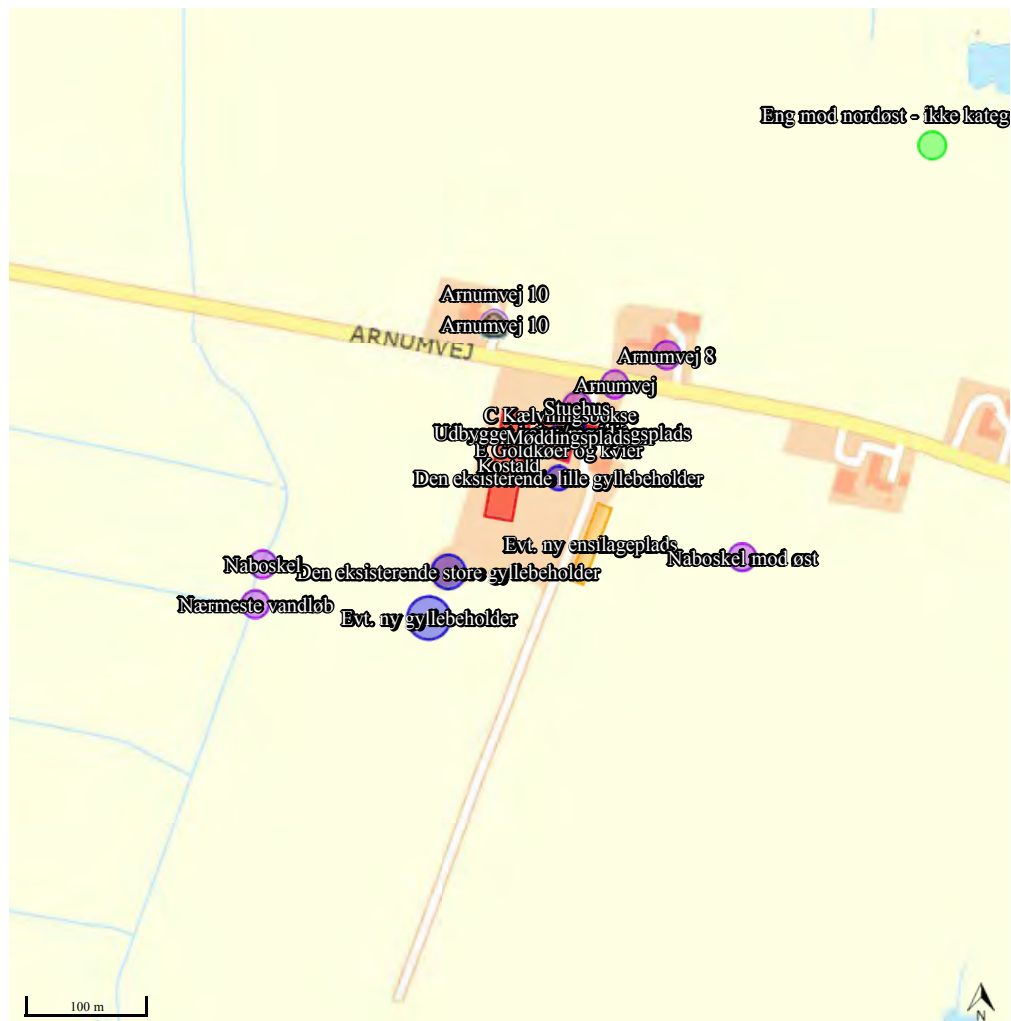 Eng mod nordøst - ikke kateg
Arnumvej 10
Arnumvej 10
ARNUMVEJ
Arnumvej 8
Arnumvej
Stuehus
C Kælvningsbokse
Møddingsplads
E Goldkøer og kvier
Kostald
Den eksisterende lille gyllebeholder
Evt. ny ensilageplads
Naboskel mod øst
Naboskel
Den eksisterende store gyllebeholder
Nærmeste vandløb
Evt. ny gyllebeholder
100 m
N